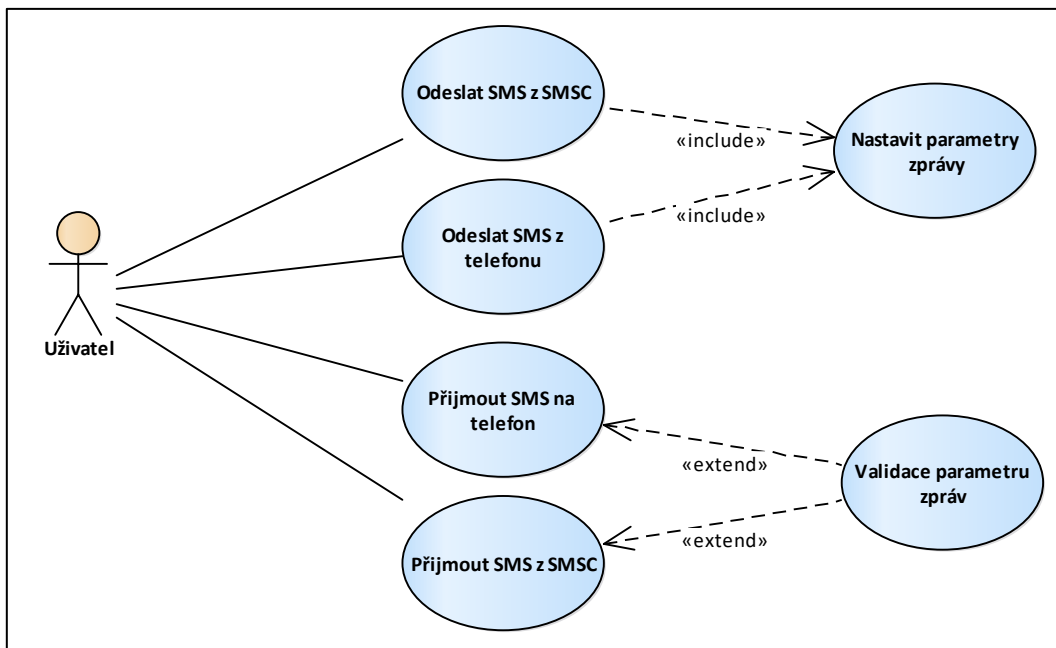 Odeslat SMS z SMSC
«include»
Nastavit parametry
zprávy
Odeslat SMS z
telefonu
«include»
Uživatel
Přijmout SMS na
telefon
«extend»
Validace parametru
zpráv
Přijmout SMS z SMSC
«extend»